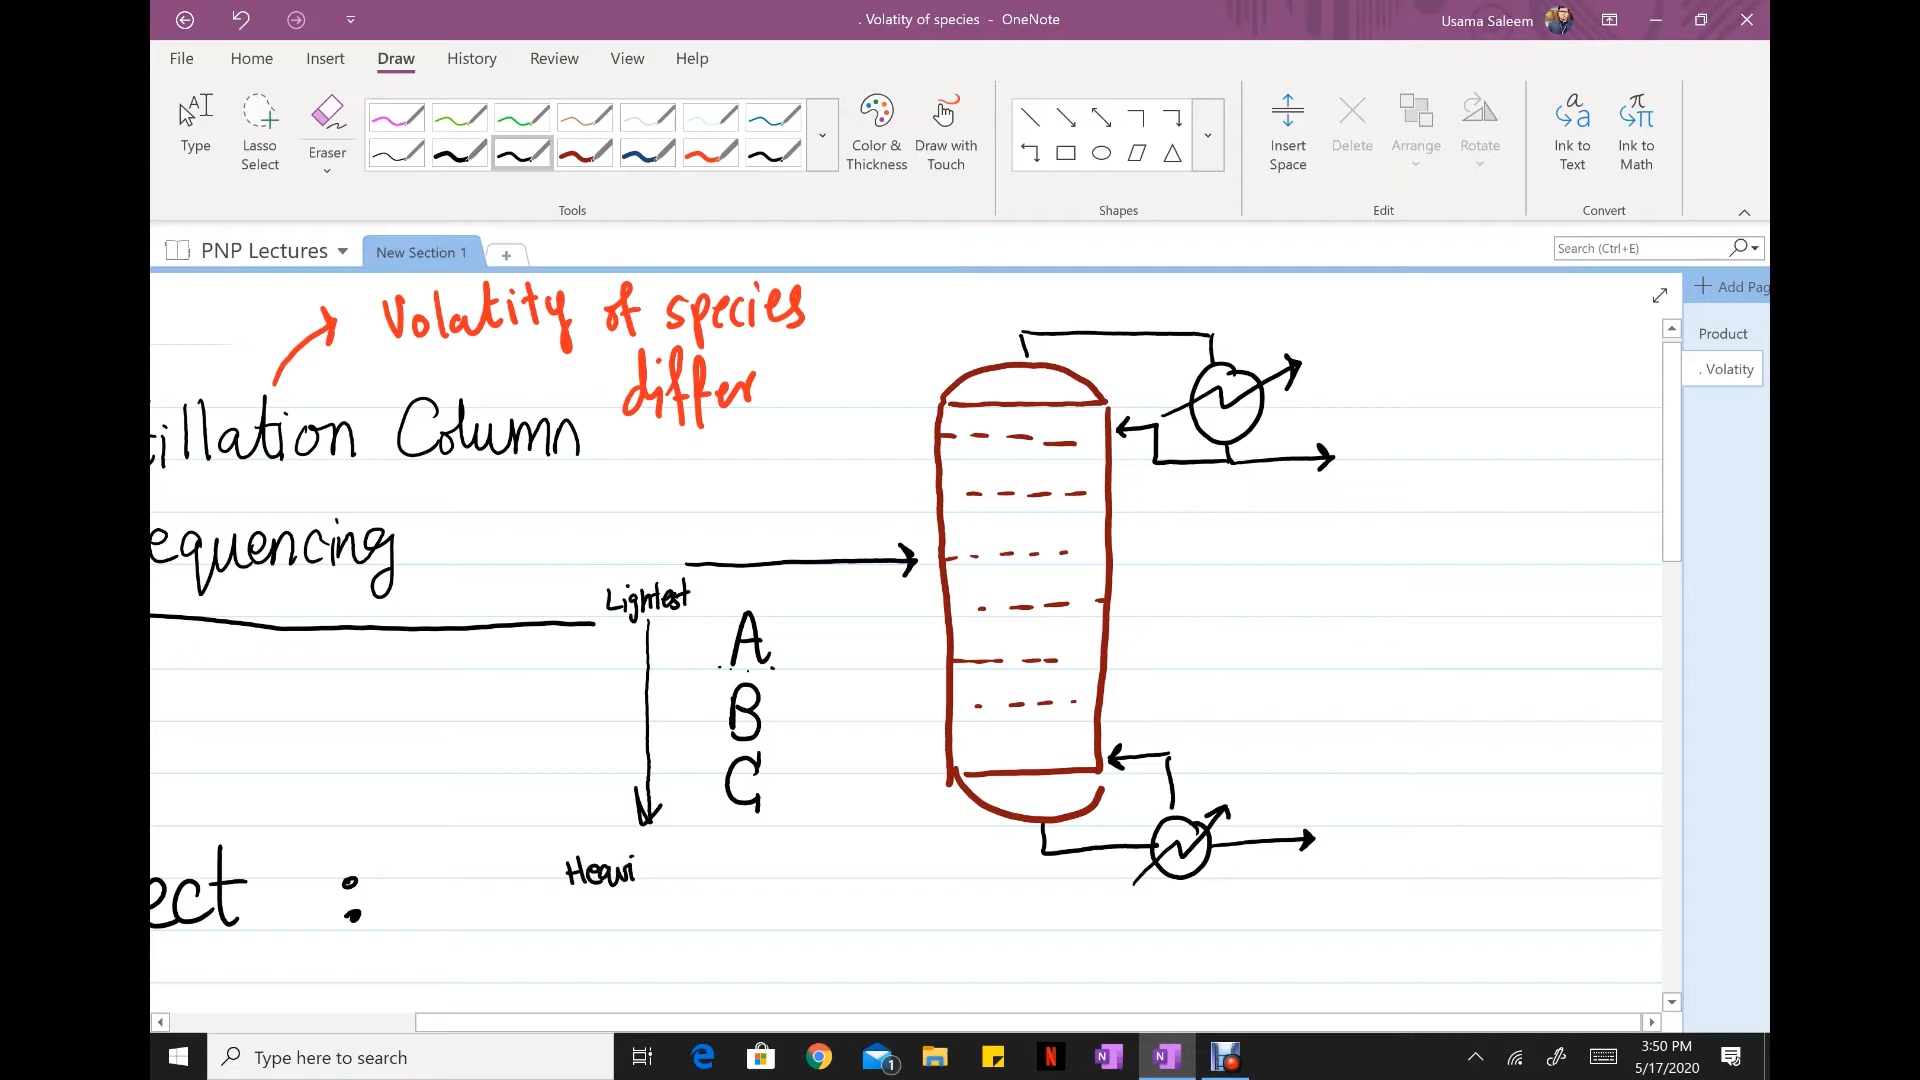 . Volatity of species - OneNote
Usama Saleem
File Home Insert Draw History Review View Help
Type
Lasso Select
Eraser
Color & Thickness
Draw with Touch
Insert Space
Delete
Arrange
Rotate
Ink to Text
Ink to Math
Tools
Shapes
Edit
Convert
PNP Lectures
New Section 1
Search (Ctrl+E)
Add Pag
Product
. Volatity
Volatity of species
differ
tillation Column
equencing
Lightest
A
B
C
Heavi
ect :
Type here to search
1
3:50 PM
5/17/2020